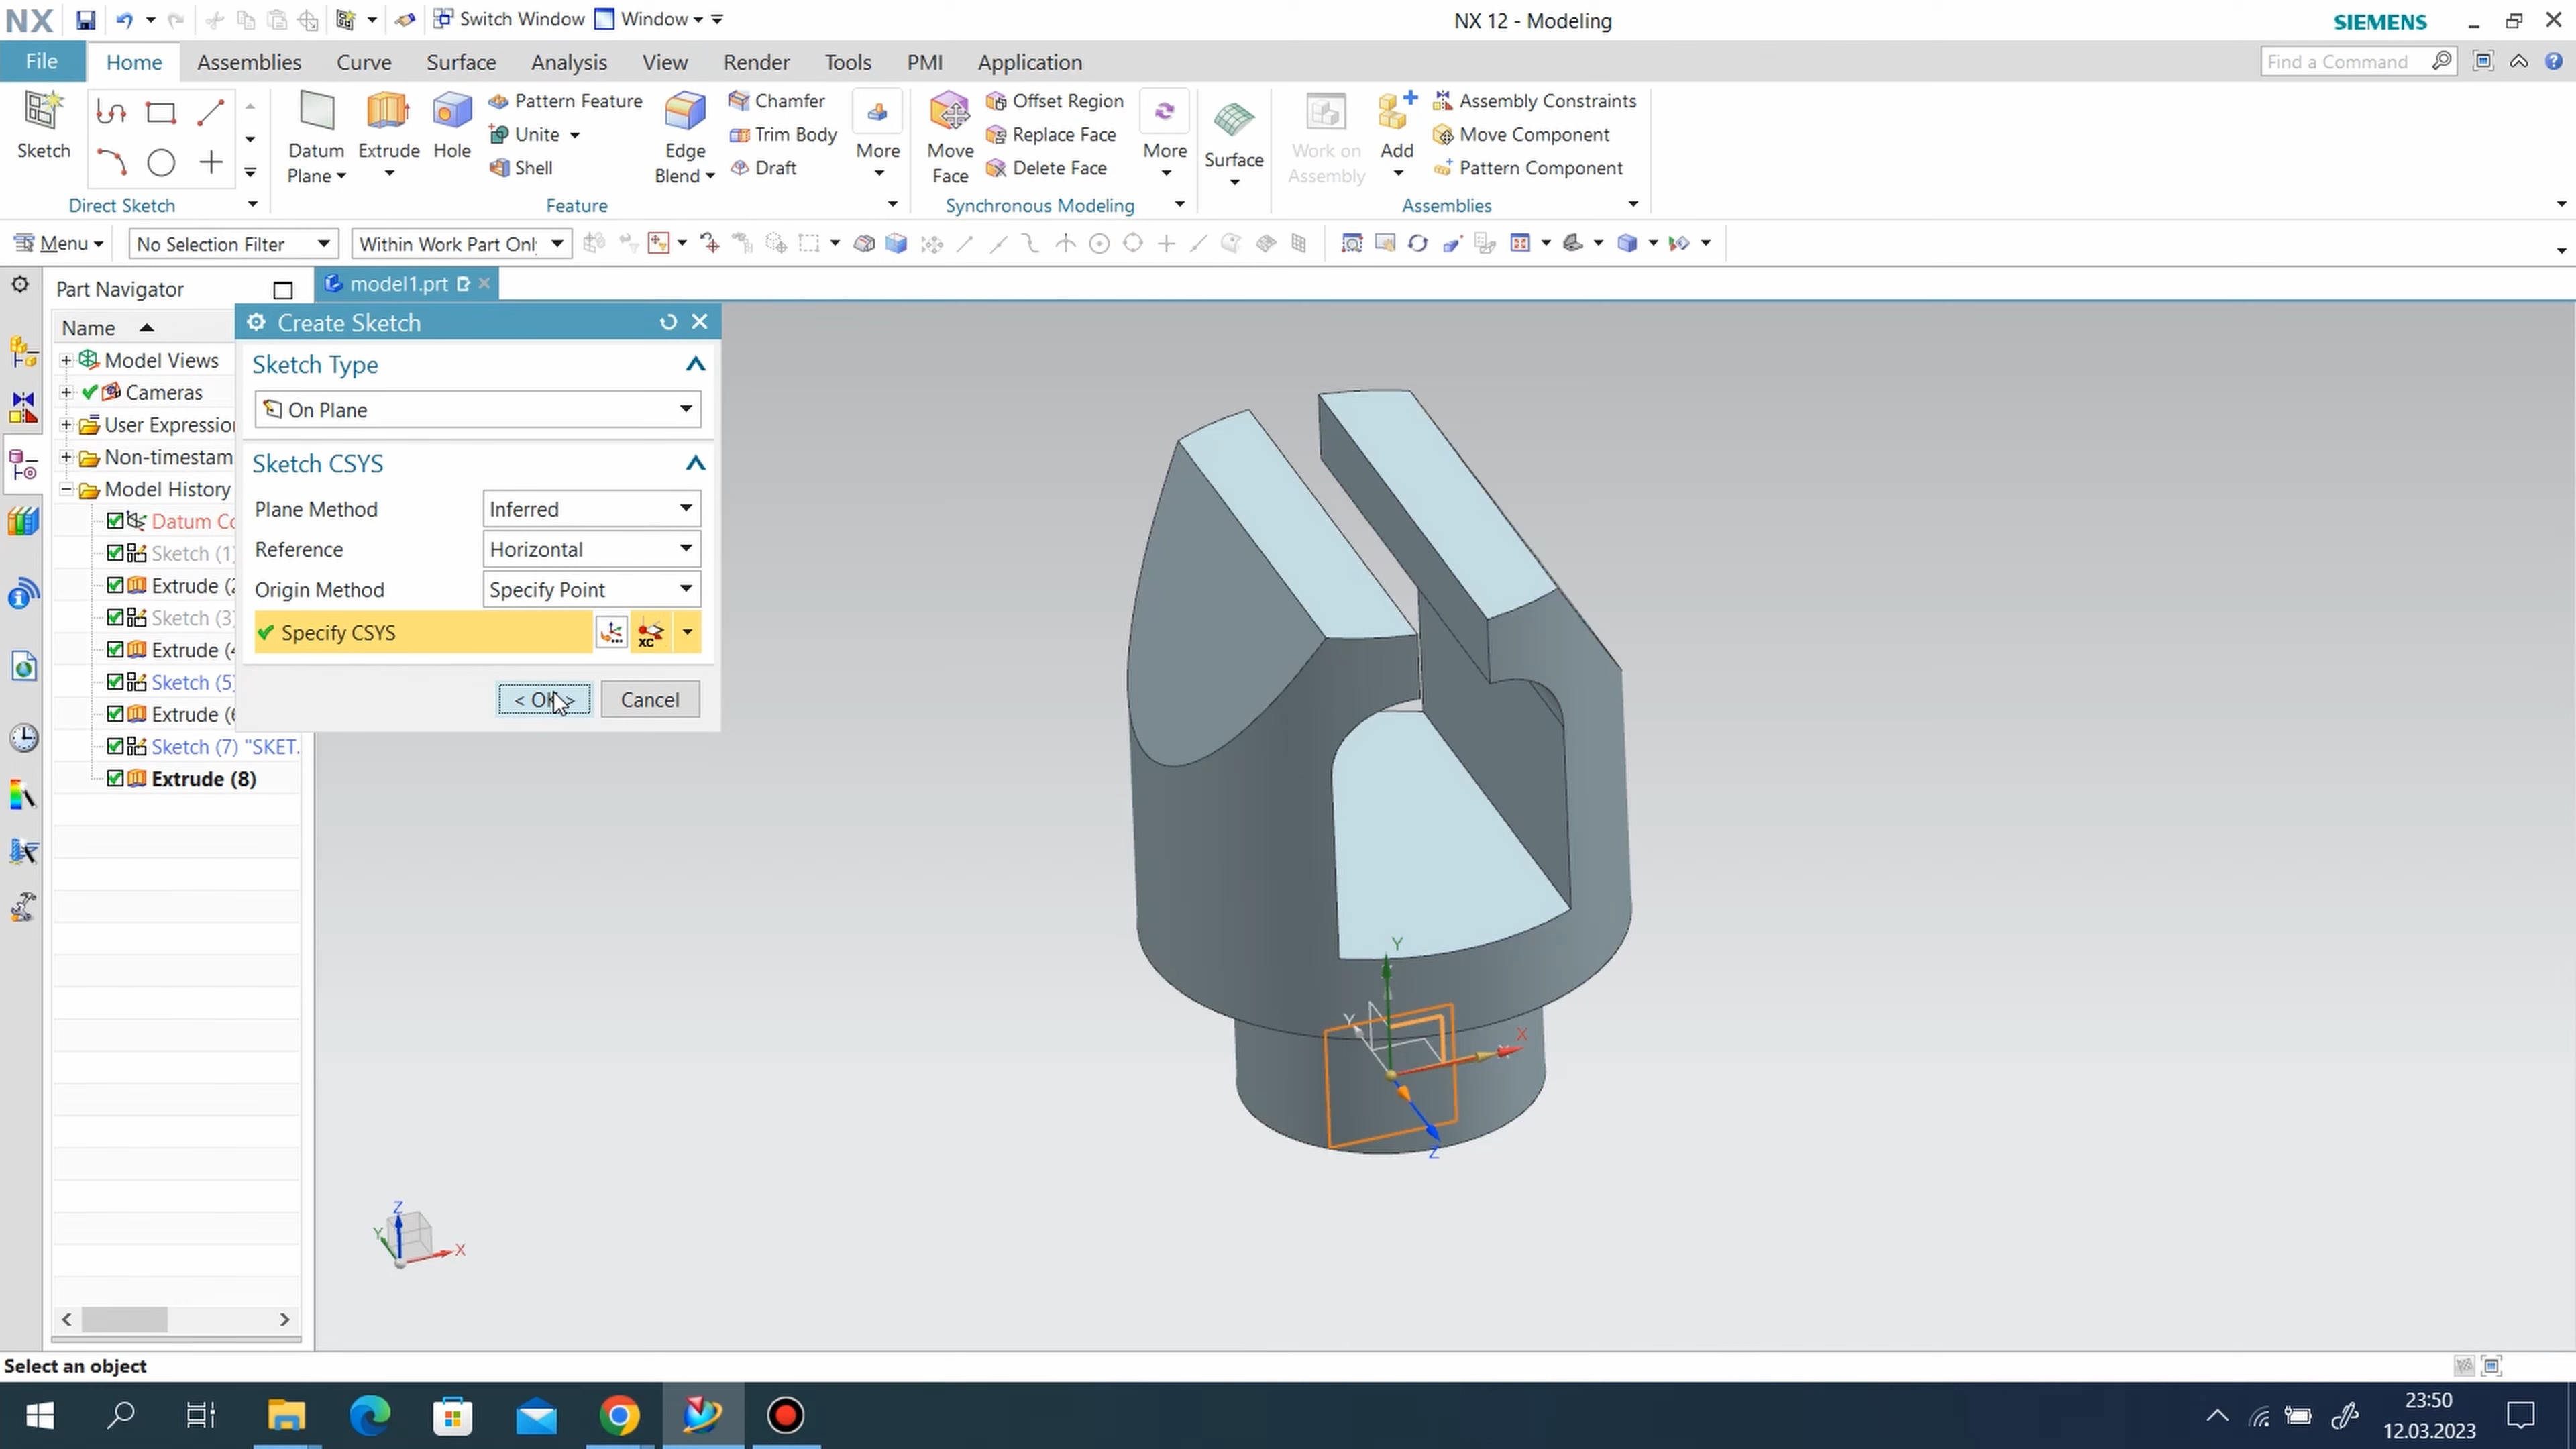 NX
Switch Window
Window
NX 12 - Modeling
SIEMENS
File
Home
Assemblies
Curve
Surface
Analysis
View
Render
Tools
PMI
Application
Find a Command
Sketch
Direct Sketch
Datum
Plane
Extrude
Hole
Pattern Feature
Unite
Shell
Edge
Blend
Chamfer
Trim Body
Draft
More
Feature
Move
Face
Offset Region
Replace Face
Delete Face
More
Synchronous Modeling
Surface
Work on
Assembly
Add
Assembly Constraints
Move Component
Pattern Component
Assemblies
Menu
No Selection Filter
Within Work Part Onl
Part Navigator
model1.prt
Name
Model Views
Cameras
User Expression
Non-timestam
Model History
Datum Co
Sketch (1)
Extrude (2
Sketch (3)
Extrude (4
Sketch (5)
Extrude (6
Sketch (7) "SKET.
Extrude (8)
Create Sketch
Sketch Type
On Plane
Sketch CSYS
Plane Method
Inferred
Reference
Horizontal
Origin Method
Specify Point
Specify CSYS
XC
< OK >
Cancel
Y
Y
X
Z
Z
Y
X
Select an object
23:50
12.03.2023